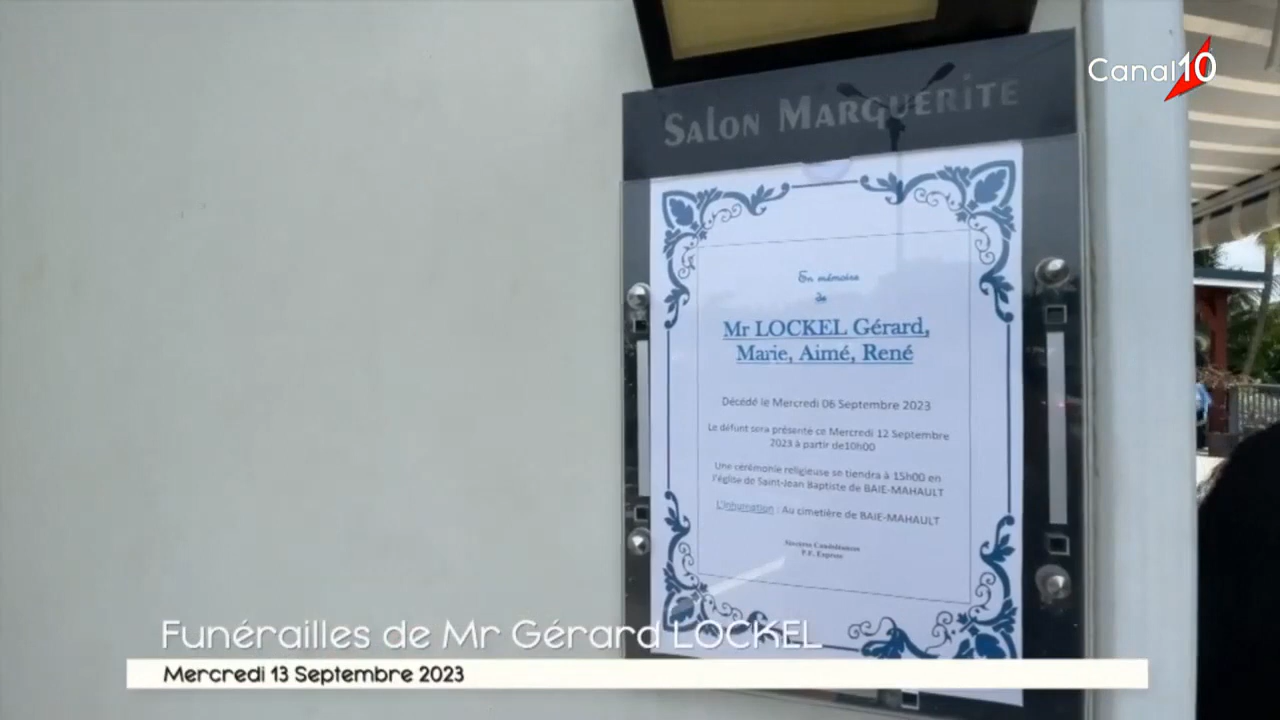 Canal10
SALON MARGUERITE
En mémoire
de
Mr LOCKEL Gérard,
Marie, Aimé, René
Décédé le Mercredi 06 Septembre 2023
Le défunt sera présenté ce Mercredi 12 Septembre
2023 à partir de10h00
Une cérémonie religieuse se tiendra à 15h00 en
l'église de Saint-Jean Baptiste de BAIE-MAHAULT
L'inhumation : Au cimetière de BAIE-MAHAULT
Sincères Condoléances
P.F. Express
Funérailles de Mr Gérard LOCKEL
Mercredi 13 Septembre 2023